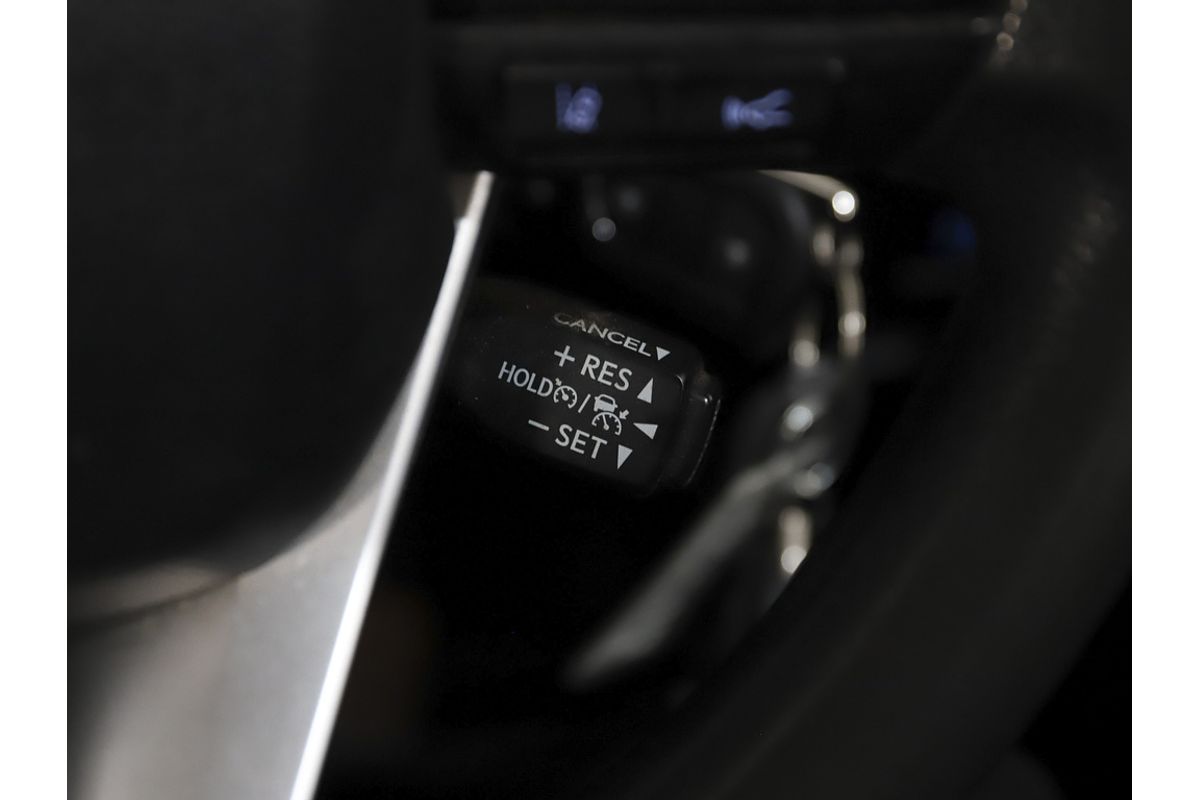 CANCEL▼
+ RES ▲
HOLD /
− SET ▼